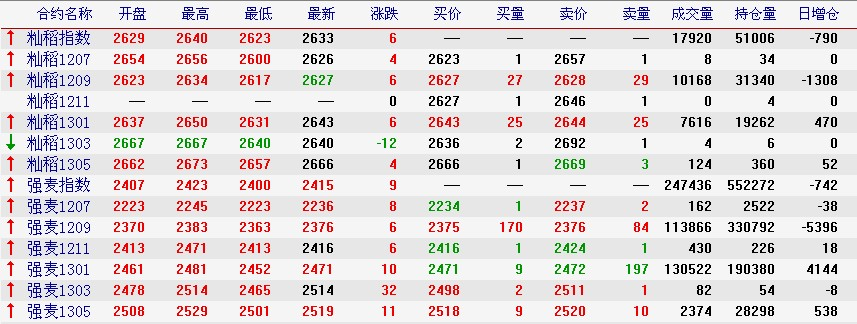 合约名称 开盘 最高 最低 最新 涨跌 买价 买量 卖价 卖量 成交量 持仓量 日增仓
↑ 籼稻指数 2629 2640 2623 2633 6 — — — — 17920 51006 -790
↑ 籼稻1207 2654 2656 2600 2626 4 2623 1 2657 1 8 34 0
↑ 籼稻1209 2623 2634 2617 2627 6 2627 27 2628 29 10168 31340 -1308
籼稻1211 — — — — 0 2627 1 2646 1 0 4 0
↑ 籼稻1301 2637 2650 2631 2643 6 2643 25 2644 25 7616 19262 470
↓ 籼稻1303 2667 2667 2640 2640 -12 2636 2 2692 1 4 6 0
↑ 籼稻1305 2662 2673 2657 2666 4 2666 1 2669 3 124 360 52
↑ 强麦指数 2407 2423 2400 2415 9 — — — — 247436 552272 -742
↑ 强麦1207 2223 2245 2223 2236 8 2234 1 2237 2 162 2522 -38
↑ 强麦1209 2370 2383 2363 2376 6 2375 170 2376 84 113866 330792 -5396
↑ 强麦1211 2413 2471 2413 2416 6 2416 1 2424 1 430 226 18
↑ 强麦1301 2461 2481 2452 2471 10 2471 9 2472 197 130522 190380 4144
↑ 强麦1303 2478 2514 2465 2514 32 2498 2 2511 1 82 54 -8
↑ 强麦1305 2508 2529 2501 2519 11 2518 9 2520 10 2374 28298 538